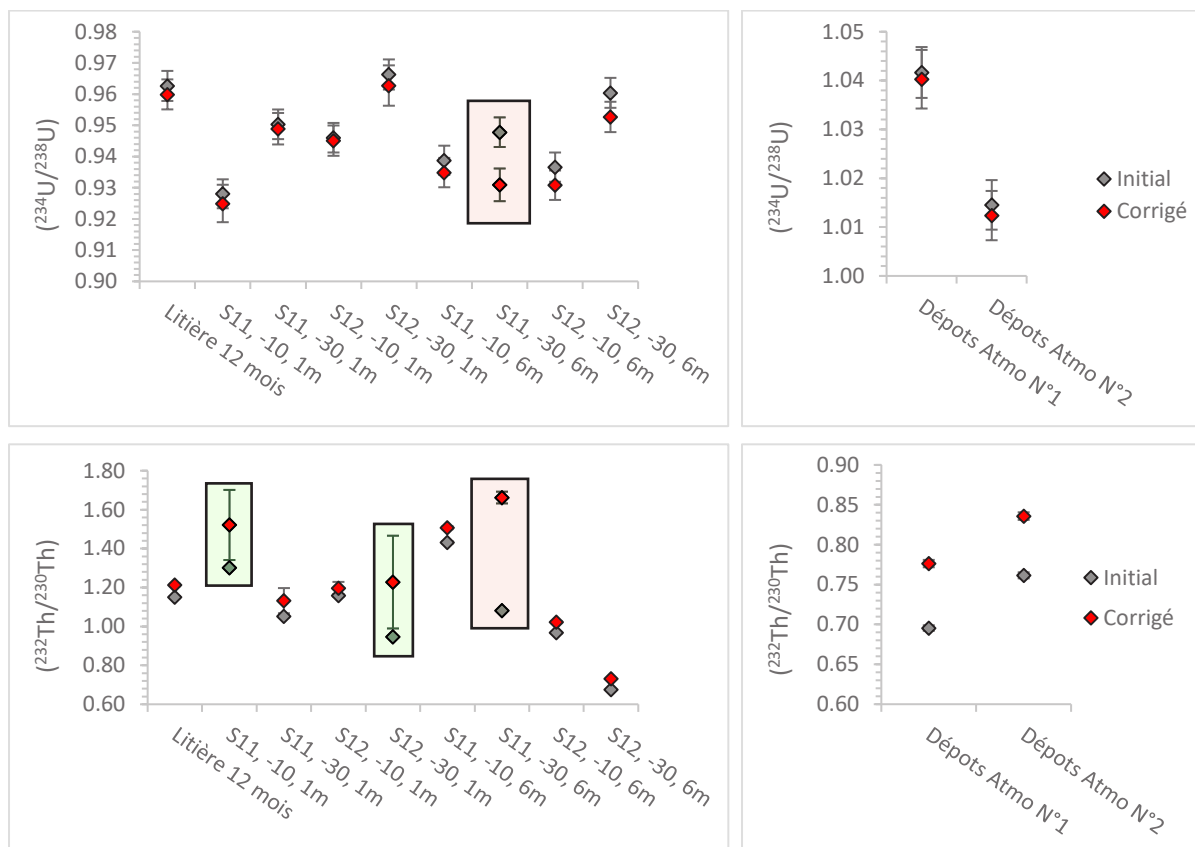 (²³⁴U/²³⁸U)
0.97
0.96
0.95
0.94
0.93
0.92
0.91
0.90
Litière 12 mois
S11, -10, 1m
S11, -30, 1m
S12, -10, 1m
S12, -30, 1m
S11, -10, 6m
S11, -30, 6m
S12, -10, 6m
S12, -30, 6m
(²³⁴U/²³⁸U)
1.05
1.04
1.03
1.02
1.01
1.00
Dépots Atmo N°1
Dépots Atmo N°2
Initial
Corrigé
(²³²Th/²³⁰Th)
1.80
1.60
1.40
1.20
1.00
0.80
0.60
Litière 12 mois
S11, -10, 1m
S11, -30, 1m
S12, -10, 1m
S12, -30, 1m
S11, -10, 6m
S11, -30, 6m
S12, -10, 6m
S12, -30, 6m
(²³²Th/²³⁰Th)
0.90
0.85
0.80
0.75
0.70
0.65
0.60
Dépots Atmo N°1
Dépots Atmo N°2
Initial
Corrigé